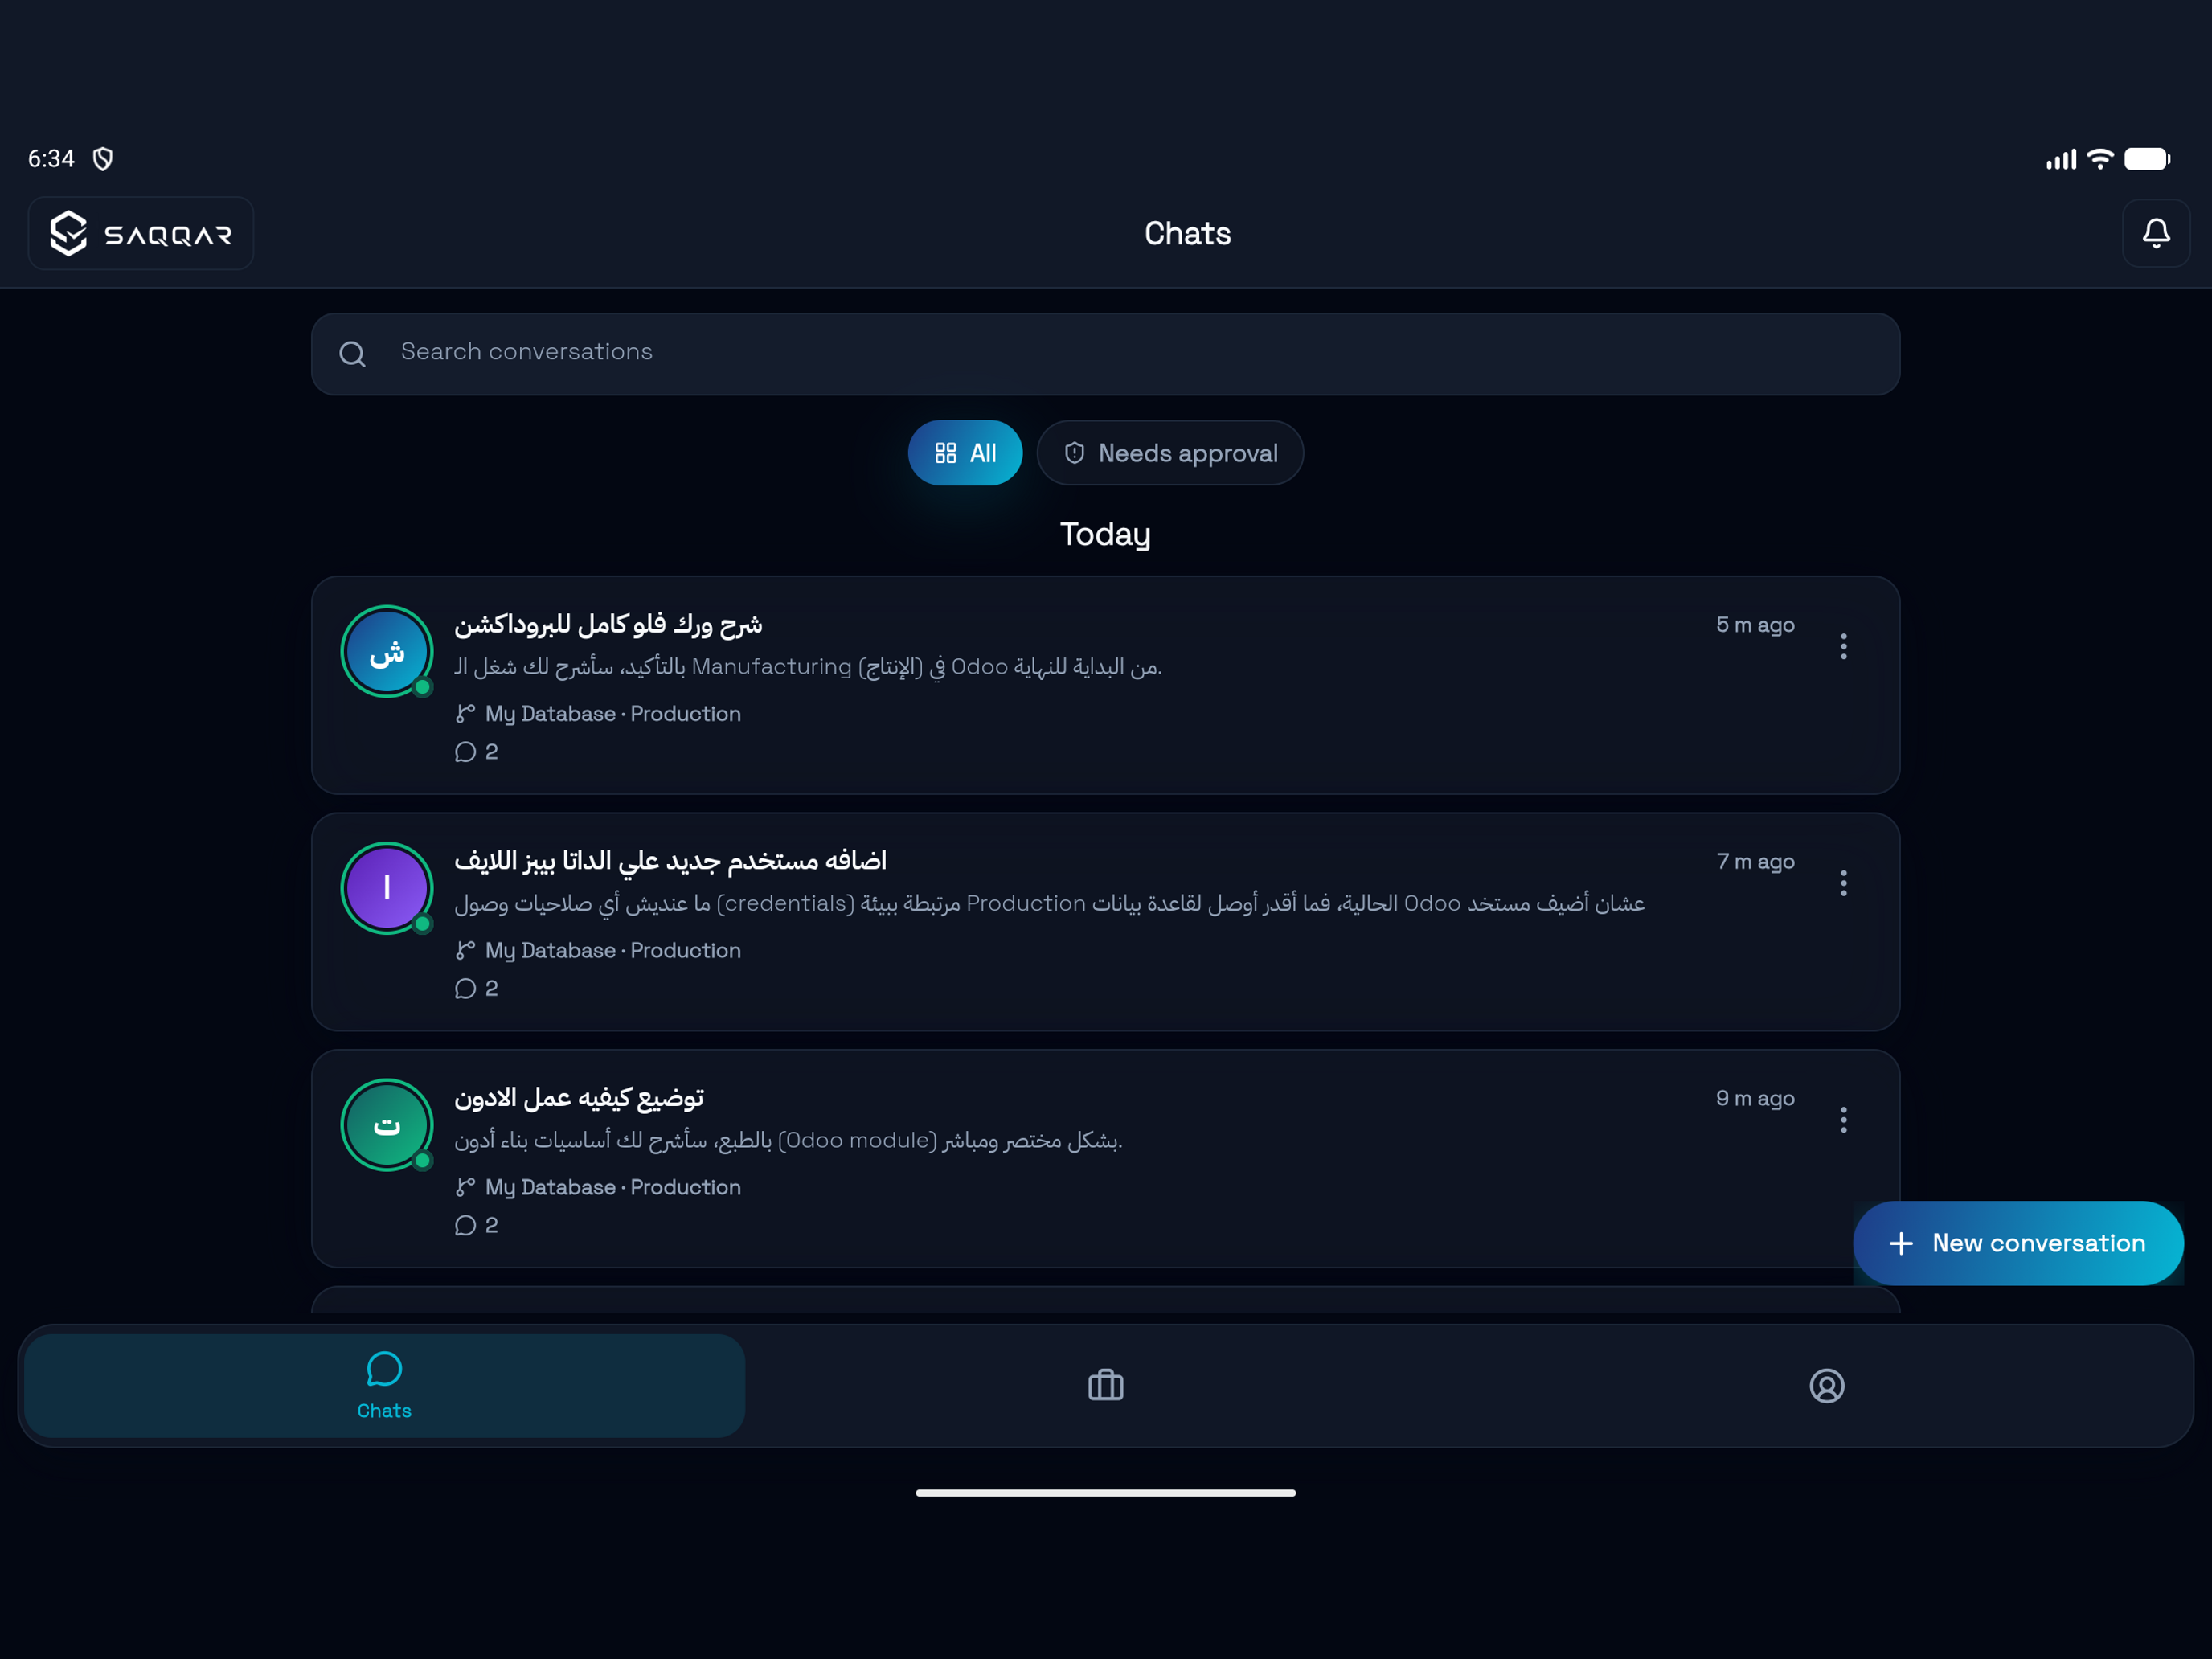 6:34
SAQQAR
Chats
Search conversations
All
Needs approval
Today
ش
شرح ورك فلو كامل للبروداكشن
5 m ago
بالتأكيد، سأشرح لك شغل الـ Manufacturing (الإنتاج) في Odoo من البداية للنهاية.
My Database · Production
2
ا
اضافه مستخدم جديد علي الداتا بيبز اللايف
7 m ago
ما عنديش أي صلاحيات وصول (credentials) مرتبطة ببيئة Production الحالية، فما أقدر أوصل لقاعدة بيانات Odoo عشان أضيف مستخد
My Database · Production
2
ت
توضيع كيفيه عمل الادون
9 m ago
بالطبع، سأشرح لك أساسيات بناء أدون (Odoo module) بشكل مختصر ومباشر.
My Database · Production
2
New conversation
Chats